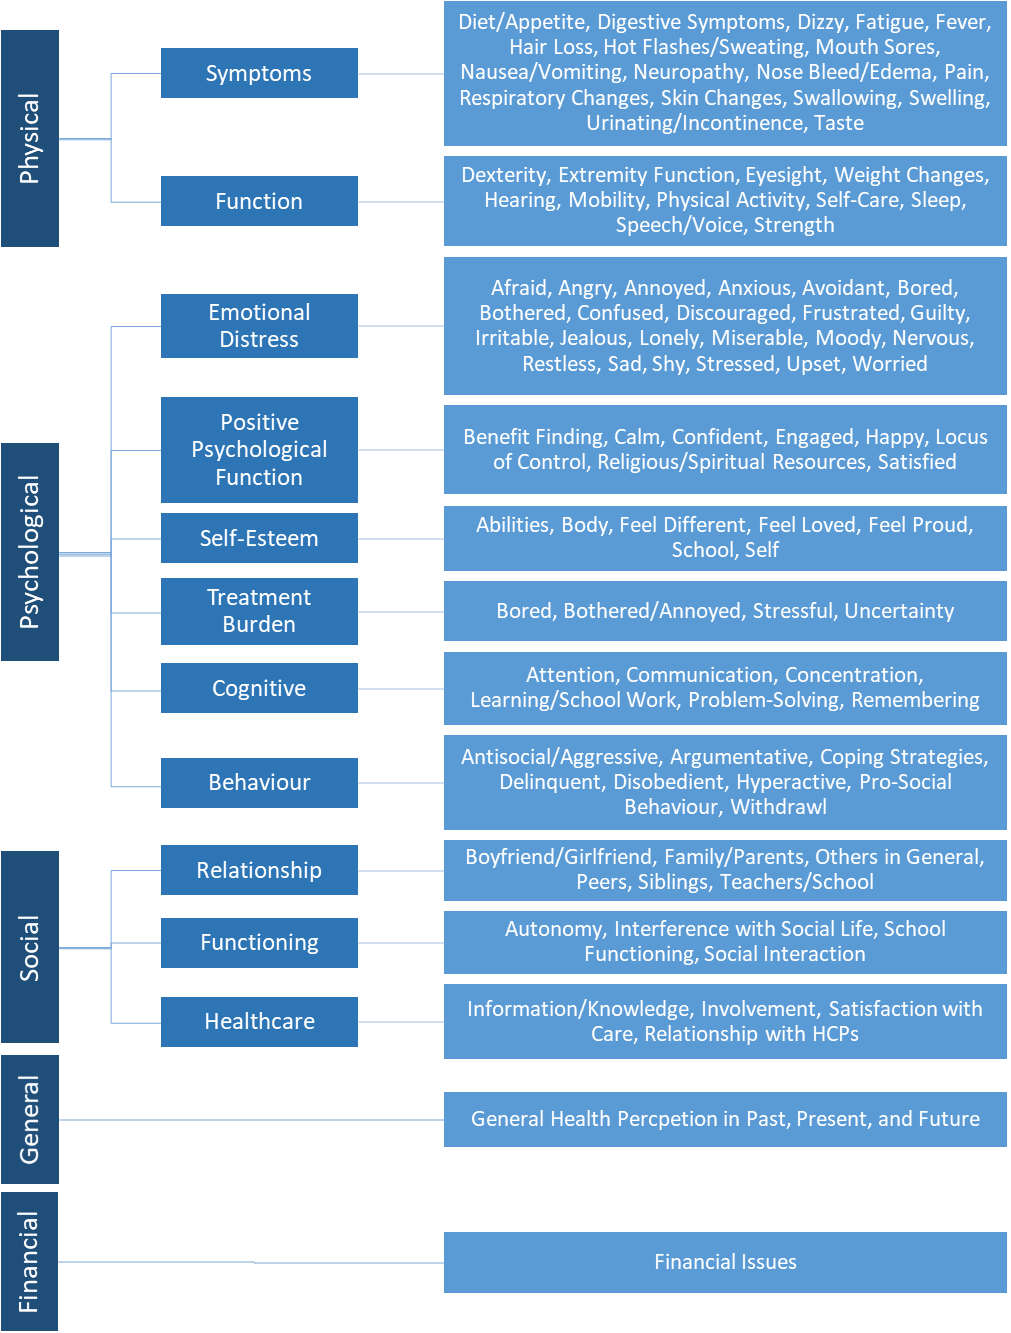 Physical
Symptoms
Diet/Appetite, Digestive Symptoms, Dizzy, Fatigue, Fever,
Hair Loss, Hot Flashes/Sweating, Mouth Sores,
Nausea/Vomiting, Neuropathy, Nose Bleed/Edema, Pain,
Respiratory Changes, Skin Changes, Swallowing, Swelling,
Urinating/Incontinence, Taste
Function
Dexterity, Extremity Function, Eyesight, Weight Changes,
Hearing, Mobility, Physical Activity, Self-Care, Sleep,
Speech/Voice, Strength
Psychological
Emotional
Distress
Afraid, Angry, Annoyed, Anxious, Avoidant, Bored,
Bothered, Confused, Discouraged, Frustrated, Guilty,
Irritable, Jealous, Lonely, Miserable, Moody, Nervous,
Restless, Sad, Shy, Stressed, Upset, Worried
Positive
Psychological
Function
Benefit Finding, Calm, Confident, Engaged, Happy, Locus
of Control, Religious/Spiritual Resources, Satisfied
Self-Esteem
Abilities, Body, Feel Different, Feel Loved, Feel Proud,
School, Self
Treatment
Burden
Bored, Bothered/Annoyed, Stressful, Uncertainty
Cognitive
Attention, Communication, Concentration,
Learning/School Work, Problem-Solving, Remembering
Behaviour
Antisocial/Aggressive, Argumentative, Coping Strategies,
Delinquent, Disobedient, Hyperactive, Pro-Social
Behaviour, Withdrawl
Social
Relationship
Boyfriend/Girlfriend, Family/Parents, Others in General,
Peers, Siblings, Teachers/School
Functioning
Autonomy, Interference with Social Life, School
Functioning, Social Interaction
Healthcare
Information/Knowledge, Involvement, Satisfaction with
Care, Relationship with HCPs
General
General Health Percpetion in Past, Present, and Future
Financial
Financial Issues